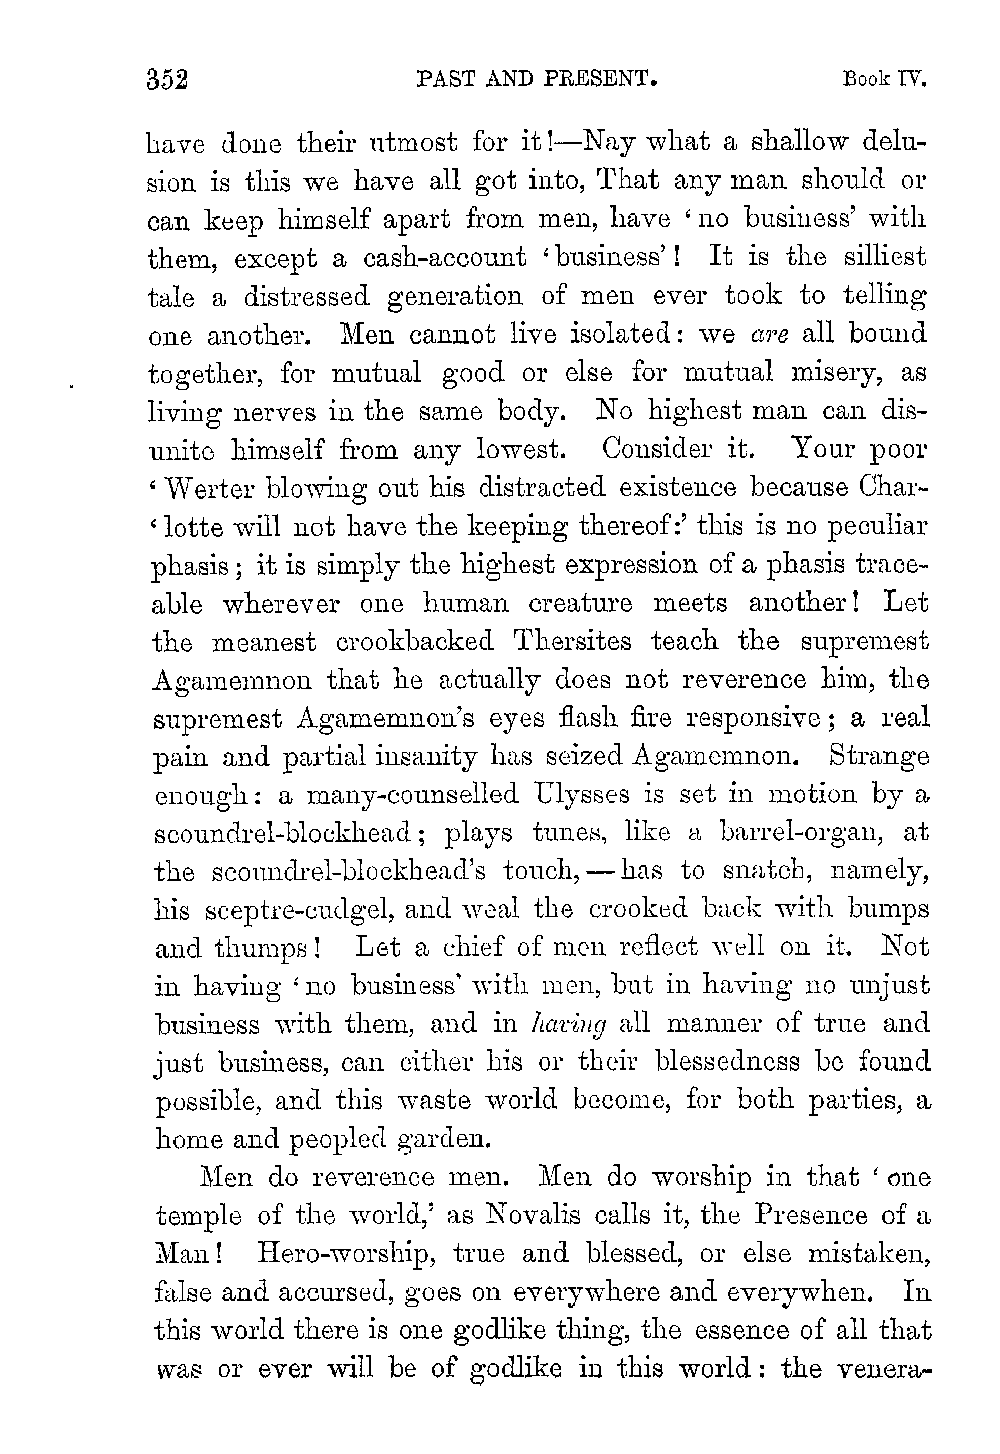 352 PAST AND PRESENT. Book IV.
have done their utmost for it!—Nay what a shallow delu-
sion is this we have all got into, That any man should or
can keep himself apart from men, have ‘no business’ with
them, except a cash-account ‘business’! It is the silliest
tale a distressed generation of men ever took to telling
one another. Men cannot live isolated: we are all bound
together, for mutual good or else for mutual misery, as
living nerves in the same body. No highest man can dis-
unite himself from any lowest. Consider it. Your poor
‘Werter blowing out his distracted existence because Char-
‘lotte will not have the keeping thereof:’ this is no peculiar
phasis; it is simply the highest expression of a phasis trace-
able wherever one human creature meets another! Let
the meanest crookbacked Thersites teach the supremest
Agamemnon that he actually does not reverence him, the
supremest Agamemnon's eyes flash fire responsive; a real
pain and partial insanity has seized Agamemnon. Strange
enough: a many-counselled Ulysses is set in motion by a
scoundrel-blockhead; plays tunes, like a barrel-organ, at
the scoundrel-blockhead's touch,—has to snatch, namely,
his sceptre-cudgel, and weal the crooked back with bumps
and thumps! Let a chief of men reflect well on it. Not
in having ‘no business’ with men, but in having no unjust
business with them, and in having all manner of true and
just business, can either his or their blessedness be found
possible, and this waste world become, for both parties, a
home and peopled garden.
Men do reverence men. Men do worship in that ‘one
temple of the world,’ as Novalis calls it, the Presence of a
Man! Hero-worship, true and blessed, or else mistaken,
false and accursed, goes on everywhere and everywhen. In
this world there is one godlike thing, the essence of all that
was or ever will be of godlike in this world: the venera-